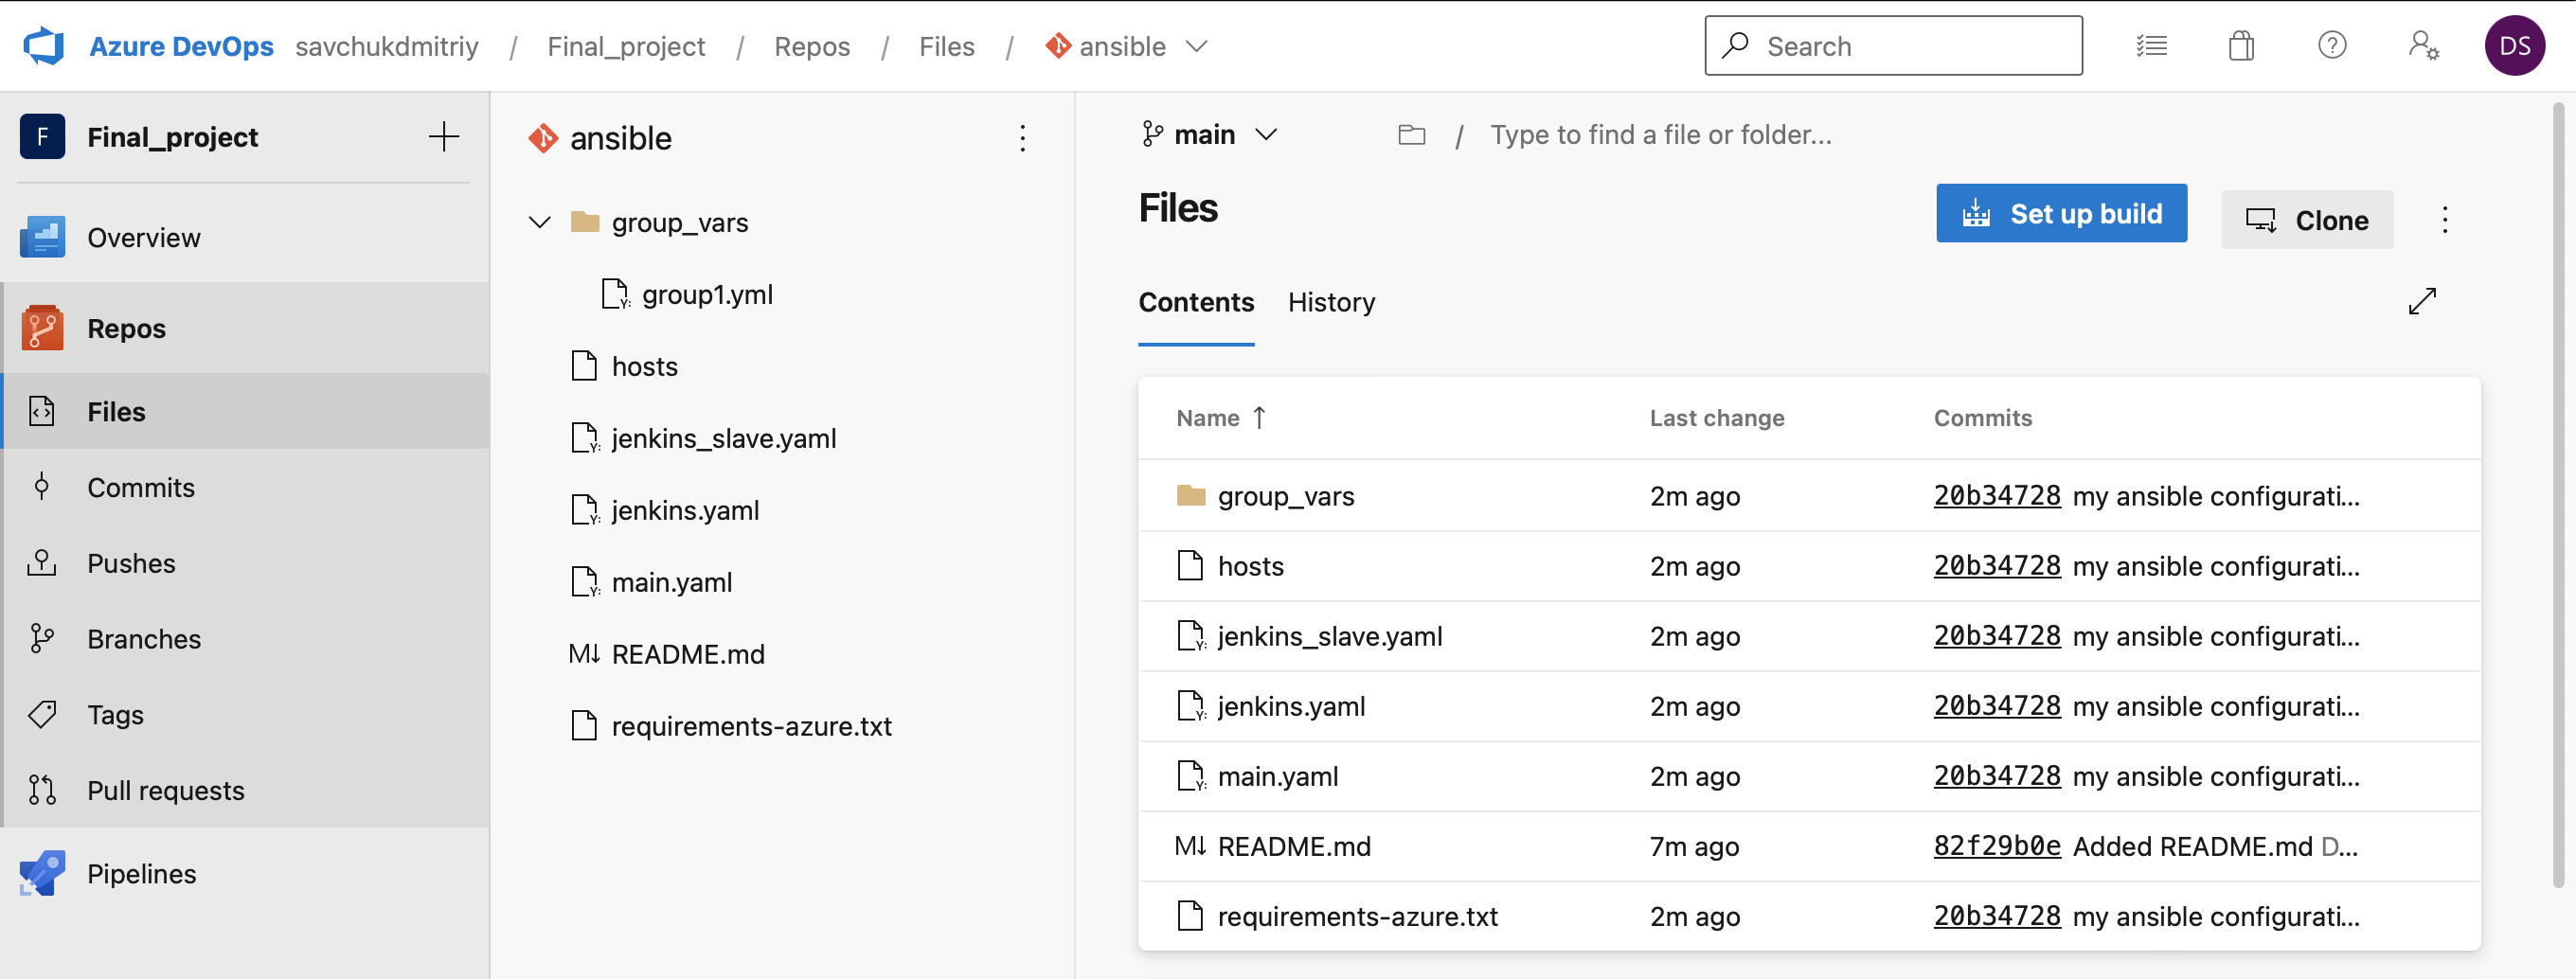 Azure DevOps savchukdmitriy / Final_project / Repos / Files / ansible
Search
DS
F Final_project
Overview
Repos
Files
Commits
Pushes
Branches
Tags
Pull requests
Pipelines
ansible
group_vars
group1.yml
hosts
jenkins_slave.yaml
jenkins.yaml
main.yaml
README.md
requirements-azure.txt
main / Type to find a file or folder...
Files
Set up build
Clone
Contents History
Name Last change Commits
group_vars 2m ago 20b34728 my ansible configurati...
hosts 2m ago 20b34728 my ansible configurati...
jenkins_slave.yaml 2m ago 20b34728 my ansible configurati...
jenkins.yaml 2m ago 20b34728 my ansible configurati...
main.yaml 2m ago 20b34728 my ansible configurati...
README.md 7m ago 82f29b0e Added README.md D...
requirements-azure.txt 2m ago 20b34728 my ansible configurati...